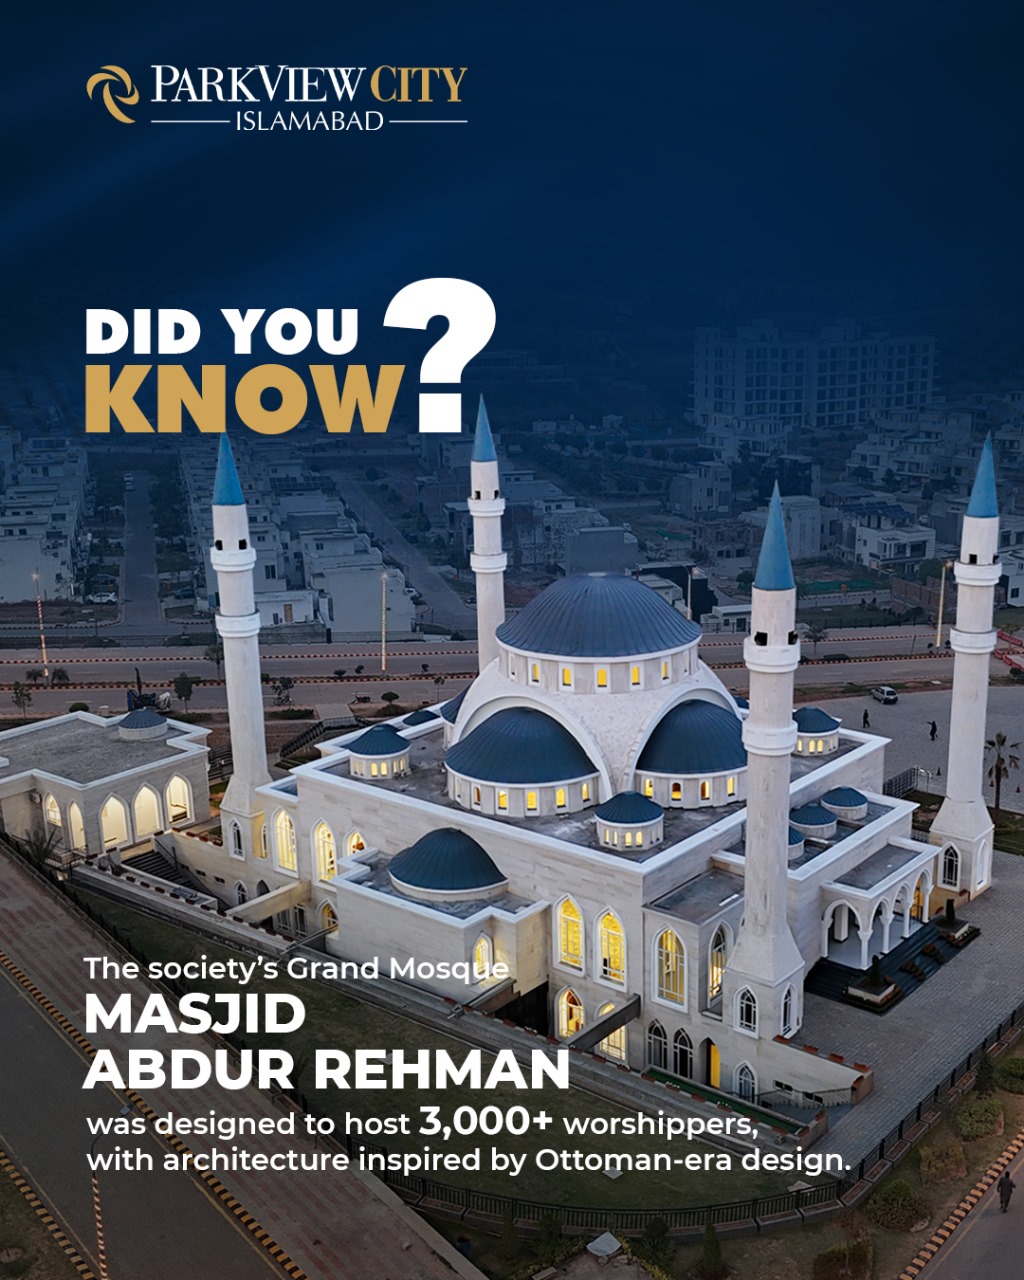 PARKVIEW CITY
ISLAMABAD
DID YOU
KNOW?
The society's Grand Mosque
MASJID
ABDUR REHMAN
was designed to host 3,000+ worshippers,
with architecture inspired by Ottoman-era design.